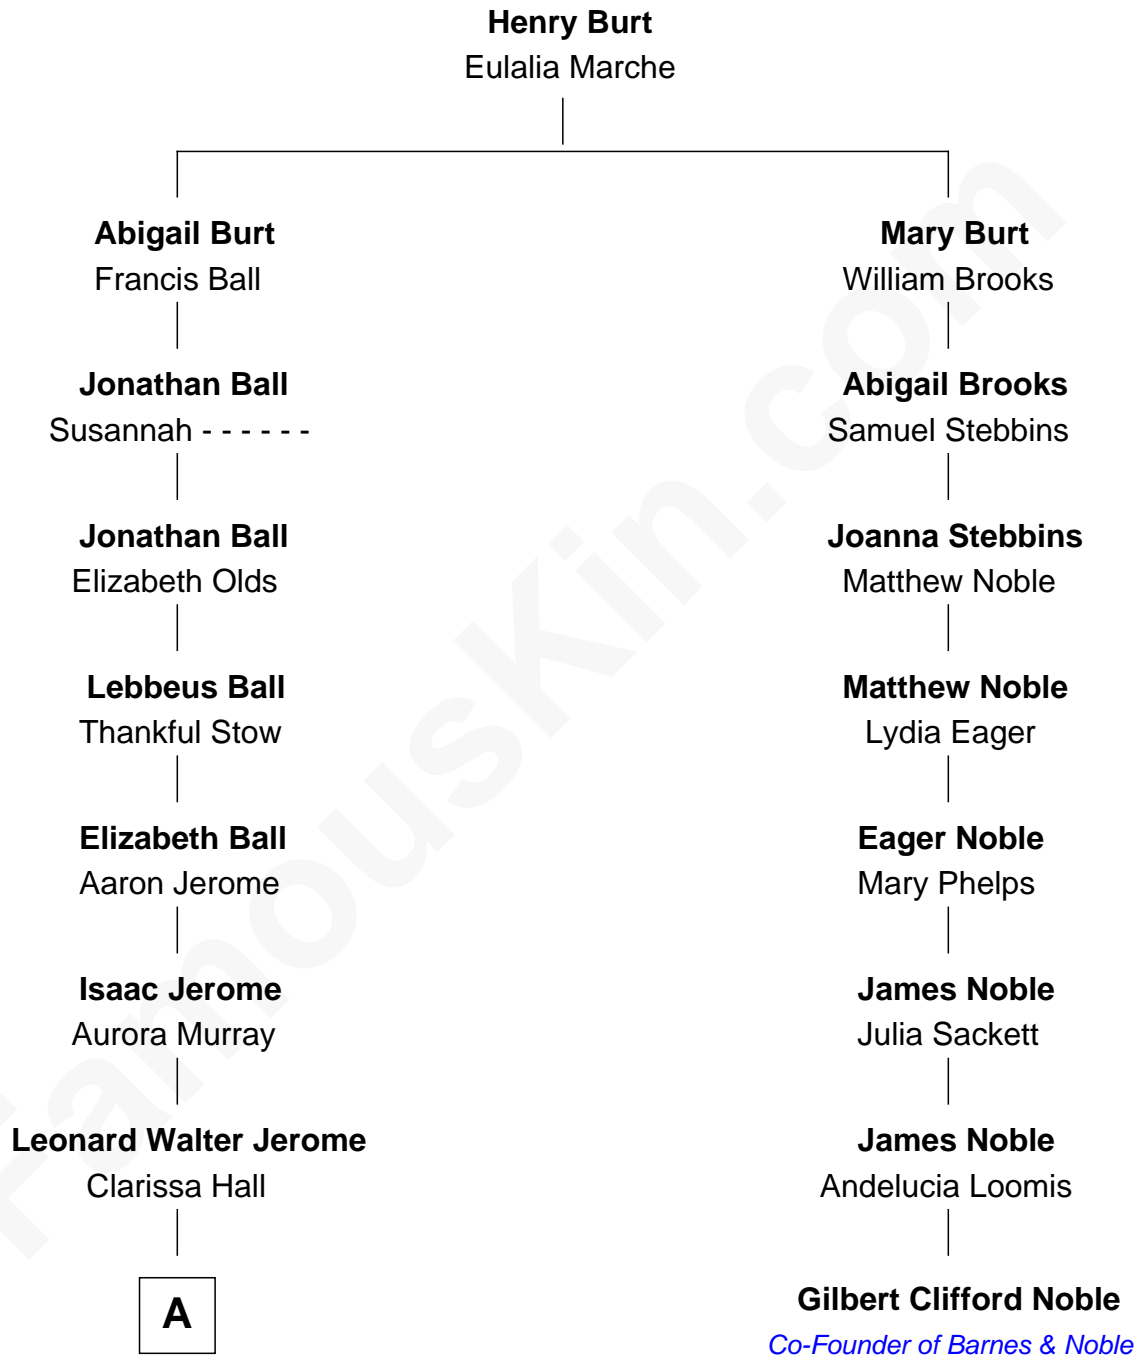 Henry Burt
Eulalia Marche
Abigail Burt
Francis Ball
Mary Burt
William Brooks
Jonathan Ball
Susannah - - - - - -
Abigail Brooks
Samuel Stebbins
Jonathan Ball
Elizabeth Olds
Joanna Stebbins
Matthew Noble
Lebbeus Ball
Thankful Stow
Matthew Noble
Lydia Eager
Elizabeth Ball
Aaron Jerome
Eager Noble
Mary Phelps
Isaac Jerome
Aurora Murray
James Noble
Julia Sackett
Leonard Walter Jerome
Clarissa Hall
James Noble
Andelucia Loomis
A
Gilbert Clifford Noble
Co-Founder of Barnes & Noble
FamousKin.com